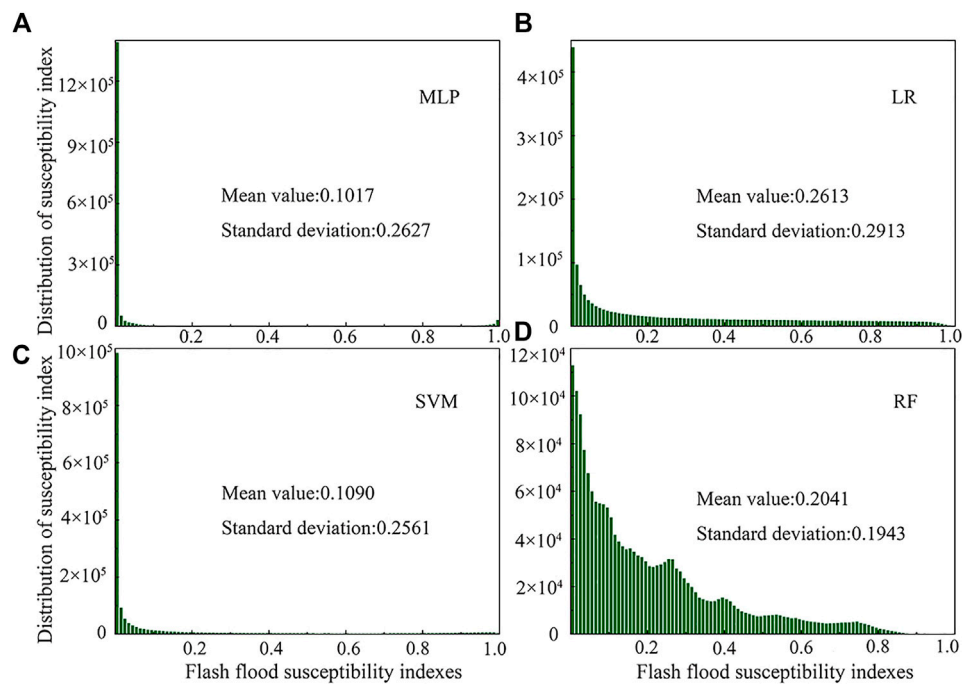 A
Distribution of susceptibility index
12×10⁵
9×10⁵
6×10⁵
3×10⁵
0
MLP
Mean value:0.1017
Standard deviation:0.2627
0.2 0.4 0.6 0.8 1.0
B
4×10⁵
3×10⁵
2×10⁵
1×10⁵
0
LR
Mean value:0.2613
Standard deviation:0.2913
0.2 0.4 0.6 0.8 1.0
C
Distribution of susceptibility index
10×10⁵
8×10⁵
6×10⁵
4×10⁵
2×10⁵
0
SVM
Mean value:0.1090
Standard deviation:0.2561
0.2 0.4 0.6 0.8 1.0
Flash flood susceptibility indexes
D
12×10⁴
10×10⁴
8×10⁴
6×10⁴
4×10⁴
2×10⁴
0
RF
Mean value:0.2041
Standard deviation:0.1943
0.2 0.4 0.6 0.8 1.0
Flash flood susceptibility indexes